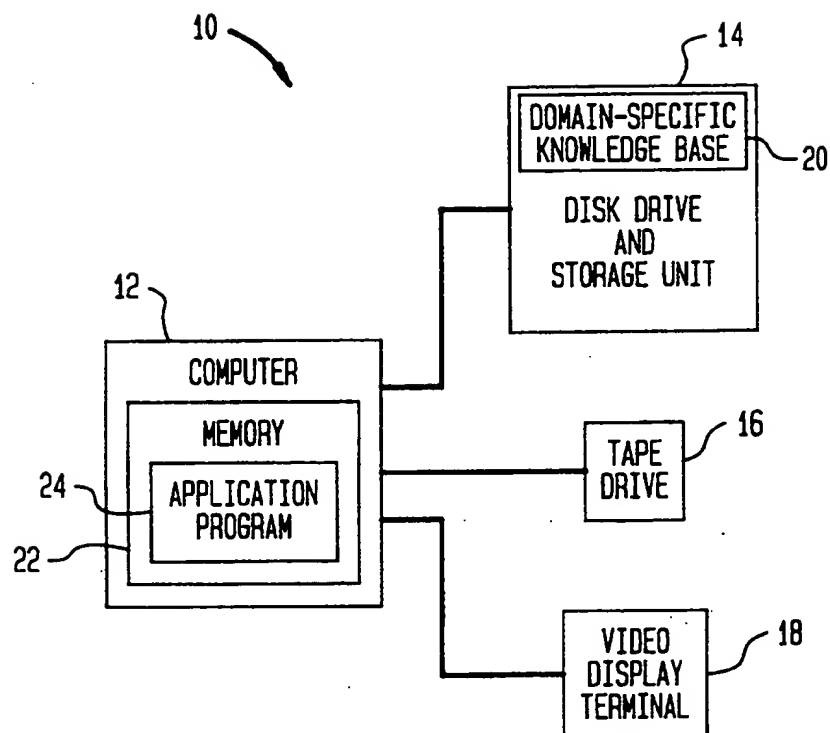 10
14
DOMAIN-SPECIFIC
KNOWLEDGE BASE
20
DISK DRIVE
AND
STORAGE UNIT
12
COMPUTER
MEMORY
24
APPLICATION
PROGRAM
22
TAPE
DRIVE
16
VIDEO
DISPLAY
TERMINAL
18